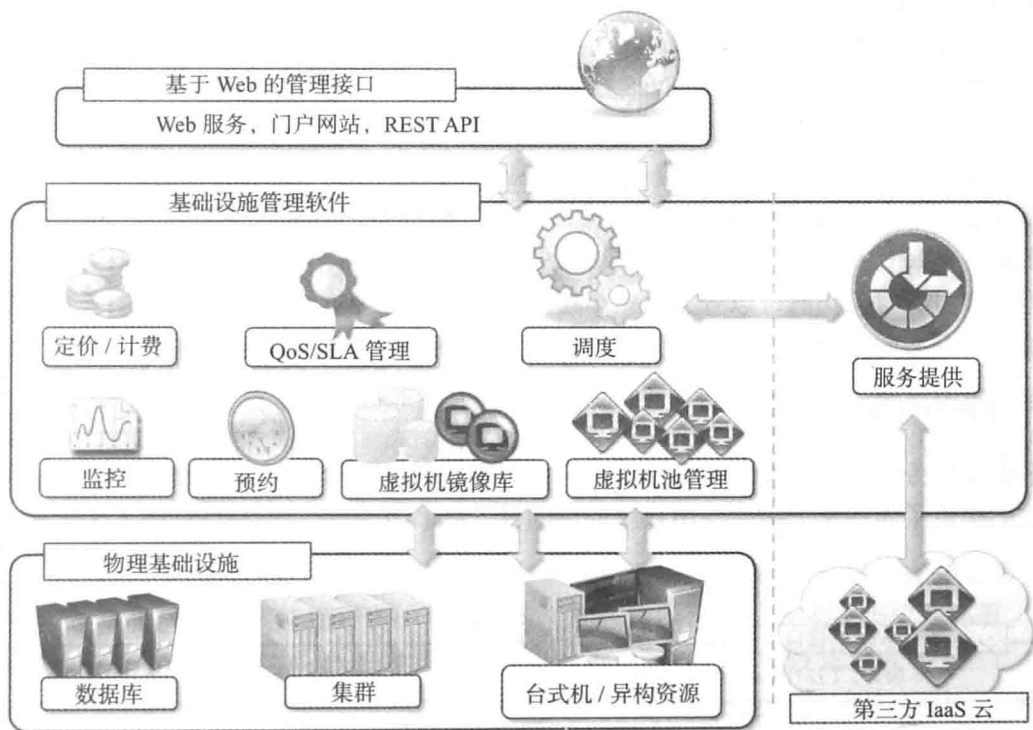 基于 Web 的管理接口
Web 服务，门户网站，REST API
基础设施管理软件
定价 / 计费
QoS/SLA 管理
调度
服务提供
监控
预约
虚拟机镜像库
虚拟机池管理
物理基础设施
数据库
集群
台式机 / 异构资源
第三方 IaaS 云